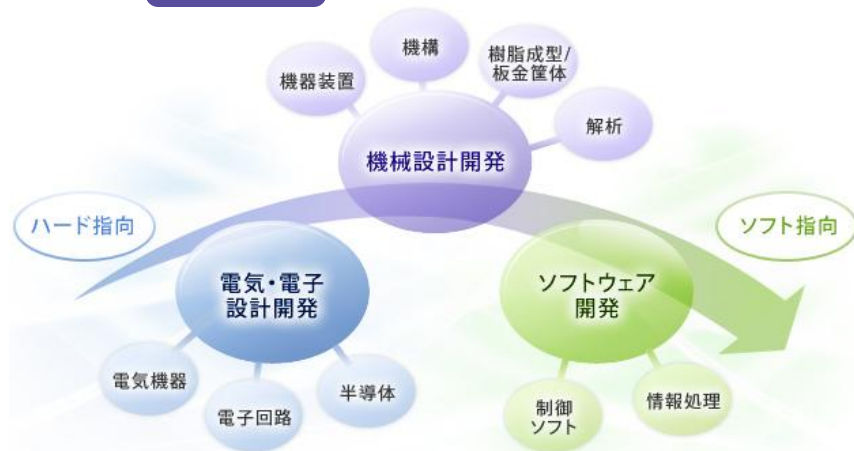 機構
樹脂成型/
板金筐体
機器装置
解析
機械設計開発
ハード指向
ソフト指向
電気・電子
設計開発
ソフトウェア
開発
電気機器
電子回路
半導体
制御
ソフト
情報処理